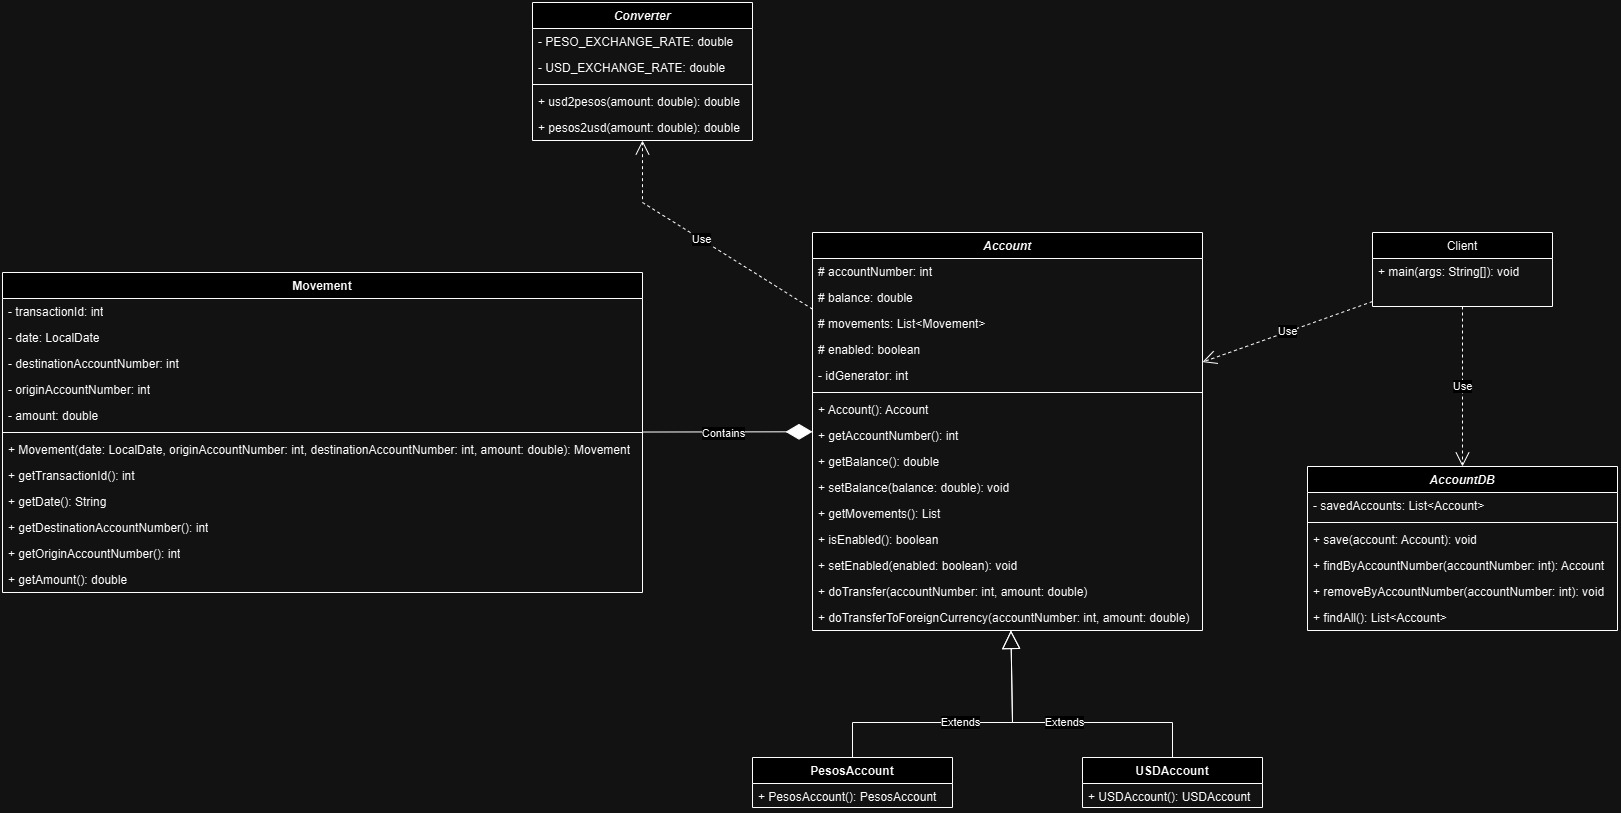 Converter
- PESO_EXCHANGE_RATE: double
- USD_EXCHANGE_RATE: double
+ usd2pesos(amount: double): double
+ pesos2usd(amount: double): double
Use
Movement
- transactionId: int
- date: LocalDate
- destinationAccountNumber: int
- originAccountNumber: int
- amount: double
+ Movement(date: LocalDate, originAccountNumber: int, destinationAccountNumber: int, amount: double): Movement
+ getTransactionId(): int
+ getDate(): String
+ getDestinationAccountNumber(): int
+ getOriginAccountNumber(): int
+ getAmount(): double
Contains
Account
# accountNumber: int
# balance: double
# movements: List<Movement>
# enabled: boolean
- idGenerator: int
+ Account(): Account
+ getAccountNumber(): int
+ getBalance(): double
+ setBalance(balance: double): void
+ getMovements(): List
+ isEnabled(): boolean
+ setEnabled(enabled: boolean): void
+ doTransfer(accountNumber: int, amount: double)
+ doTransferToForeignCurrency(accountNumber: int, amount: double)
Use
Client
+ main(args: String[]): void
Use
AccountDB
- savedAccounts: List<Account>
+ save(account: Account): void
+ findByAccountNumber(accountNumber: int): Account
+ removeByAccountNumber(accountNumber: int): void
+ findAll(): List<Account>
Extends
Extends
PesosAccount
+ PesosAccount(): PesosAccount
USDAccount
+ USDAccount(): USDAccount